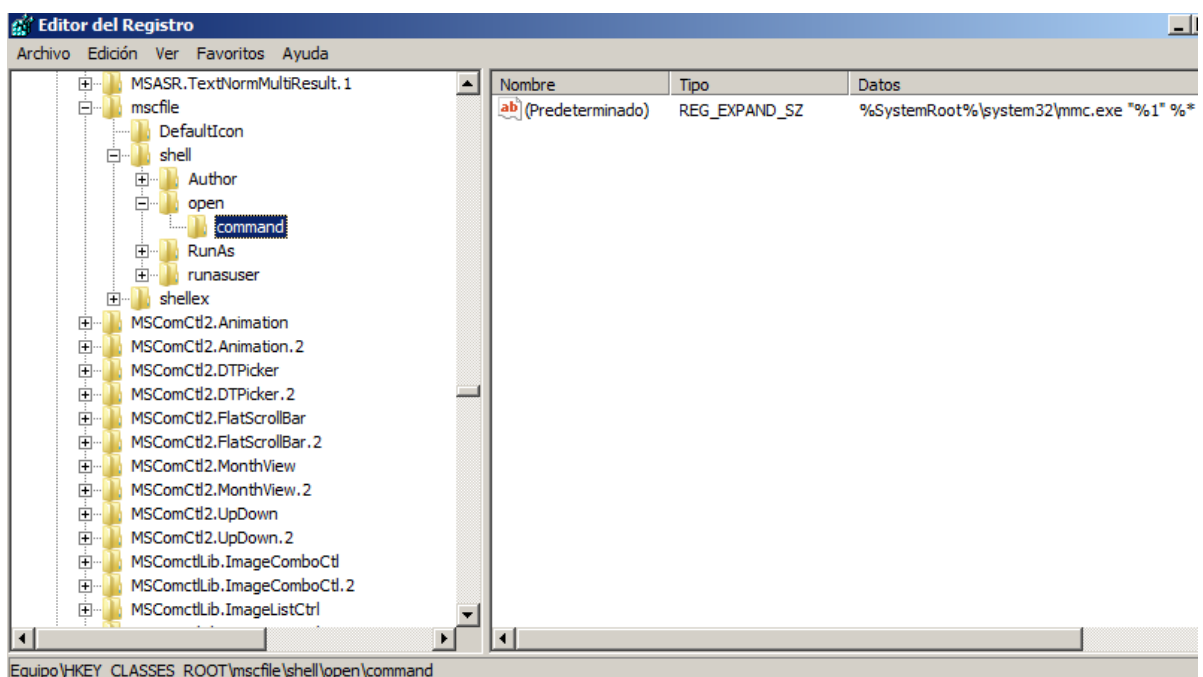 Editor del Registro
Archivo Edición Ver Favoritos Ayuda
MSASR.TextNormMultiResult.1
mscfile
DefaultIcon
shell
Author
open
command
RunAs
runasuser
shellex
MSComCtl2.Animation
MSComCtl2.Animation.2
MSComCtl2.DTPicker
MSComCtl2.DTPicker.2
MSComCtl2.FlatScrollBar
MSComCtl2.FlatScrollBar.2
MSComCtl2.MonthView
MSComCtl2.MonthView.2
MSComCtl2.UpDown
MSComCtl2.UpDown.2
MSComctlLib.ImageComboCtl
MSComctlLib.ImageComboCtl.2
MSComctlLib.ImageListCtrl
Nombre Tipo Datos
ab (Predeterminado) REG_EXPAND_SZ %SystemRoot%\system32\mmc.exe "%1" %*
Equipo\HKEY_CLASSES_ROOT\mscfile\shell\open\command